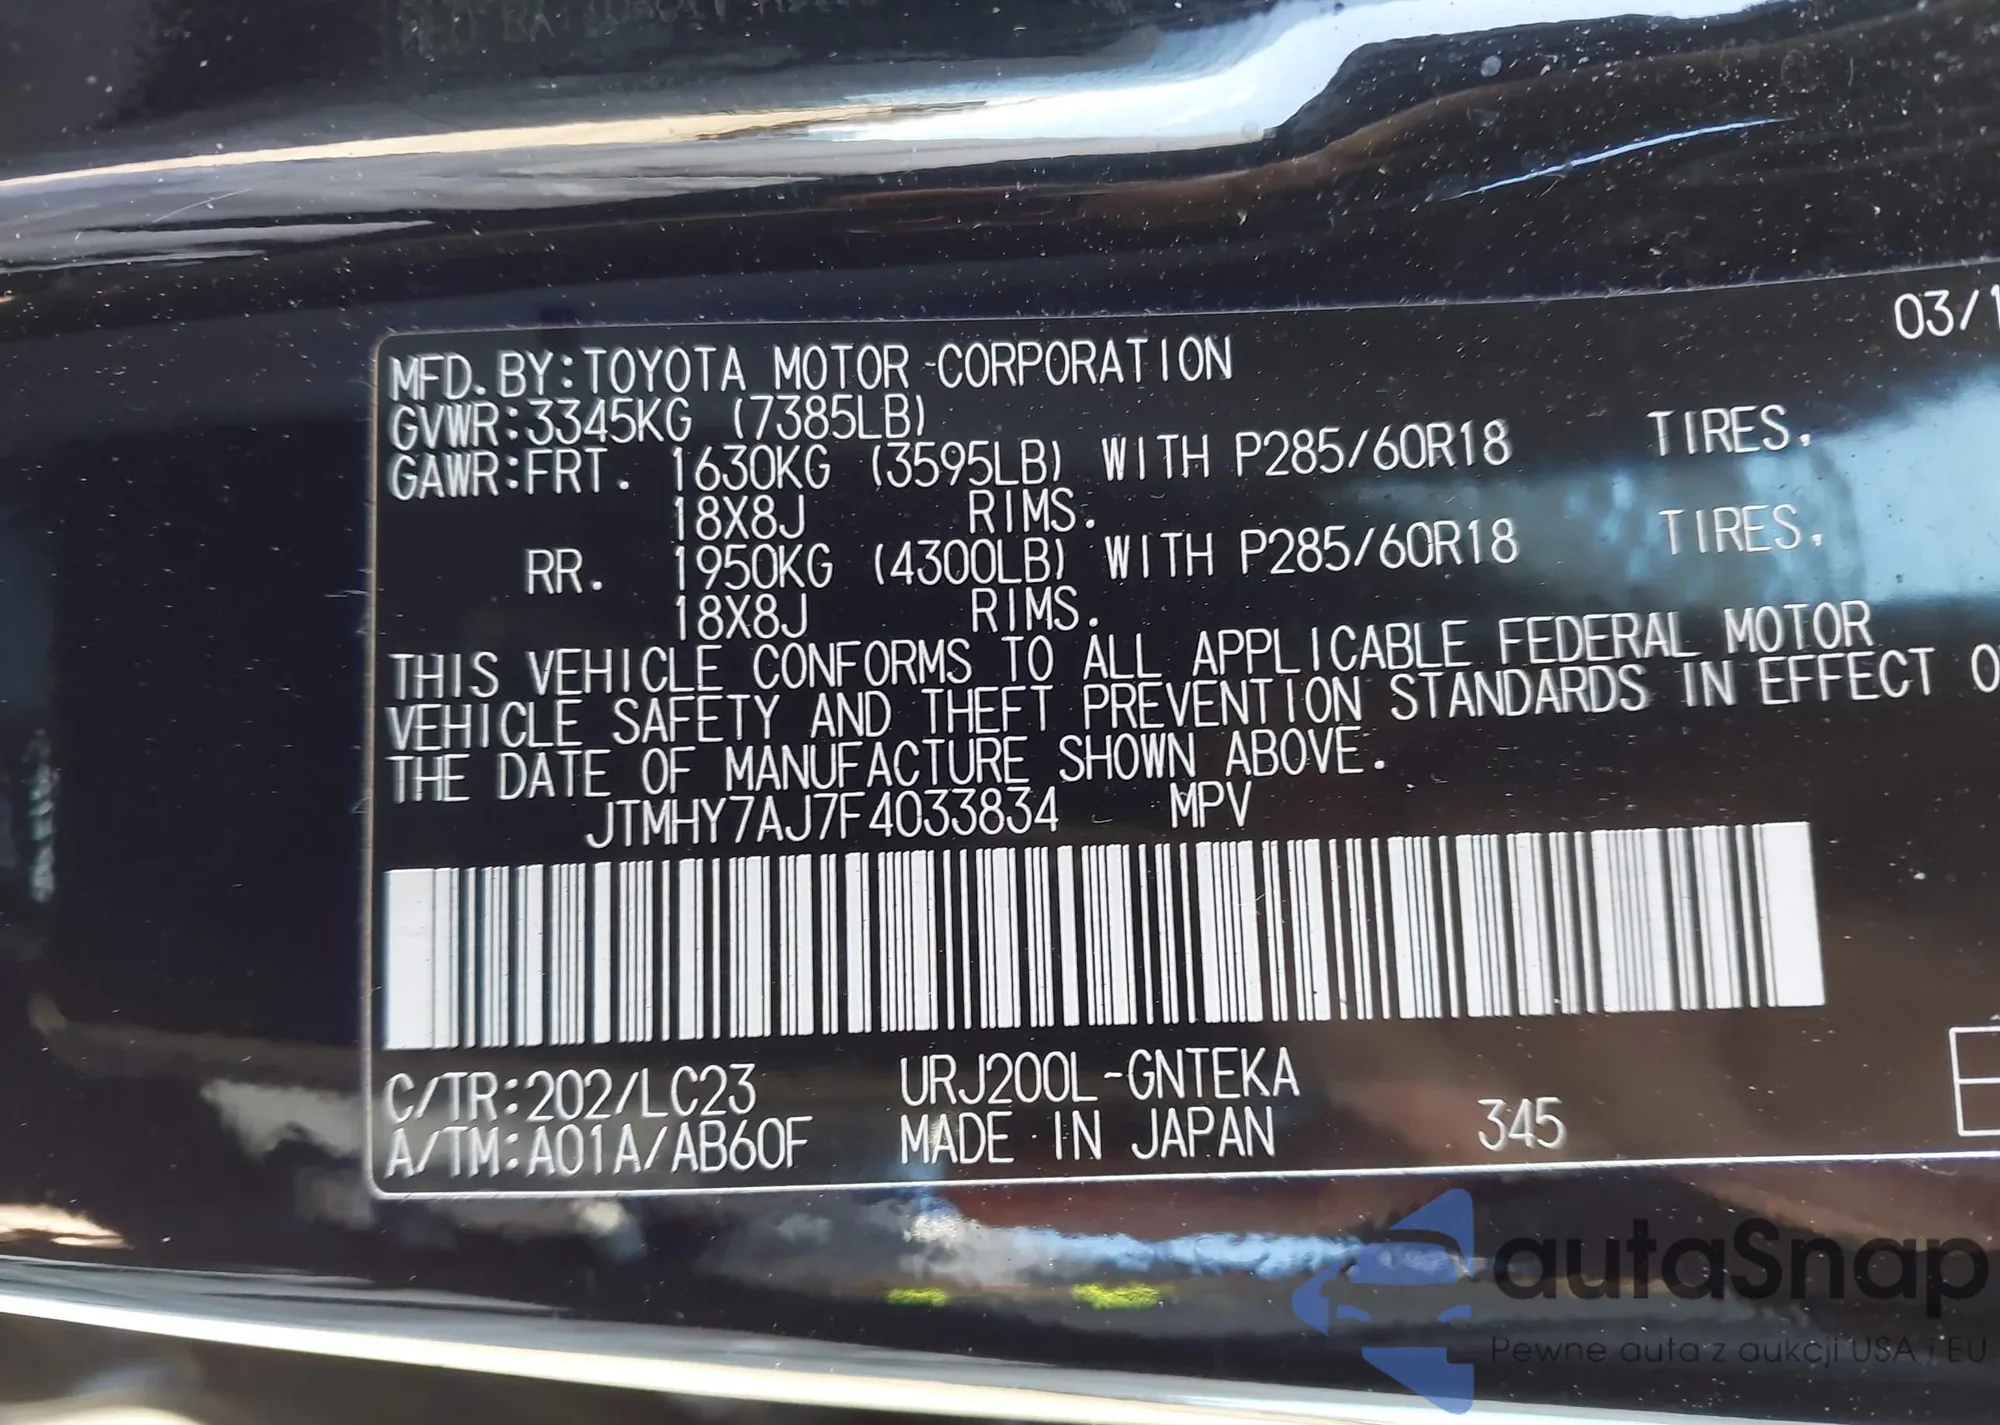 03/1
MFD. BY: TOYOTA MOTOR CORPORATION
GVWR: 3345KG (7385LB)
GAWR: FRT. 1630KG (3595LB) WITH P285/60R18 TIRES,
18X8J RIMS.
RR. 1950KG (4300LB) WITH P285/60R18 TIRES,
18X8J RIMS.
THIS VEHICLE CONFORMS TO ALL APPLICABLE FEDERAL MOTOR
VEHICLE SAFETY AND THEFT PREVENTION STANDARDS IN EFFECT O
THE DATE OF MANUFACTURE SHOWN ABOVE.
JTMHY7AJ7F4033834 MPV
C/TR: 202/LC23 URJ200L-GNTEKA
A/TM: A01A/AB60F MADE IN JAPAN 345
autaSnap
Pewne auta z aukcji USA i EU